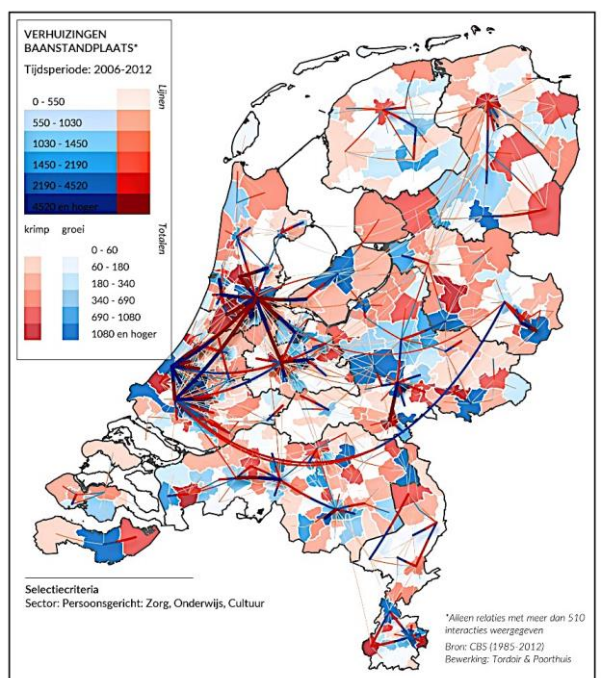 VERHUIZINGEN
BAANSTANDPLAATS*
Tijdsperiode: 2006-2012
Lijnen
0 - 550
550 - 1030
1030 - 1450
1450 - 2190
2190 - 4520
4520 en hoger
krimp groei
Totalen
0 - 60
60 - 180
180 - 340
340 - 690
690 - 1080
1080 en hoger
Selectiecriteria
Sector: Persoonsgericht: Zorg, Onderwijs, Cultuur
*Alleen relaties met meer dan 510
interacties weergegeven
Bron: CBS (1985-2012)
Bewerking: Tordoir & Poorthuis